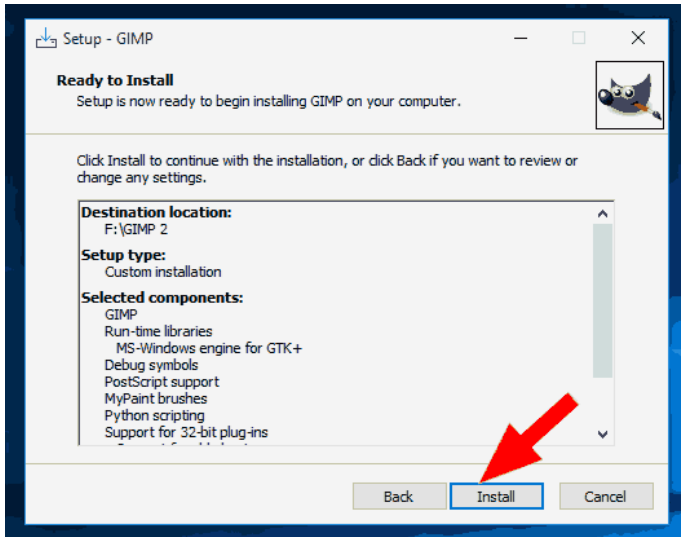 Setup - GIMP
Ready to Install
Setup is now ready to begin installing GIMP on your computer.
Click Install to continue with the installation, or click Back if you want to review or
change any settings.
Destination location:
F:\GIMP 2
Setup type:
Custom installation
Selected components:
GIMP
Run-time libraries
MS-Windows engine for GTK+
Debug symbols
PostScript support
MyPaint brushes
Python scripting
Support for 32-bit plug-ins
Back
Install
Cancel